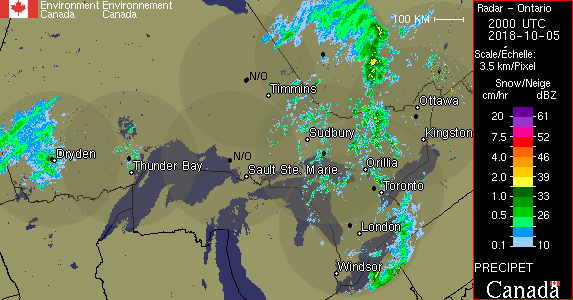 Environment Environnement
Canada Canada
100 KM
N/O
Timmins
Ottawa
Sudbury
Kingston
Dryden
Thunder Bay
N/O
Sault Ste. Marie
Orillia
Toronto
London
Windsor
Radar - Ontario
2000 UTC
2018-10-05
Scale/Échelle:
3.5 km/Pixel
Snow/Neige
cm/hr dBZ
20 61
7.5 52
4.0 46
2.0 39
1.0 33
0.5 26
0.1 10
PRECIPET
Canada